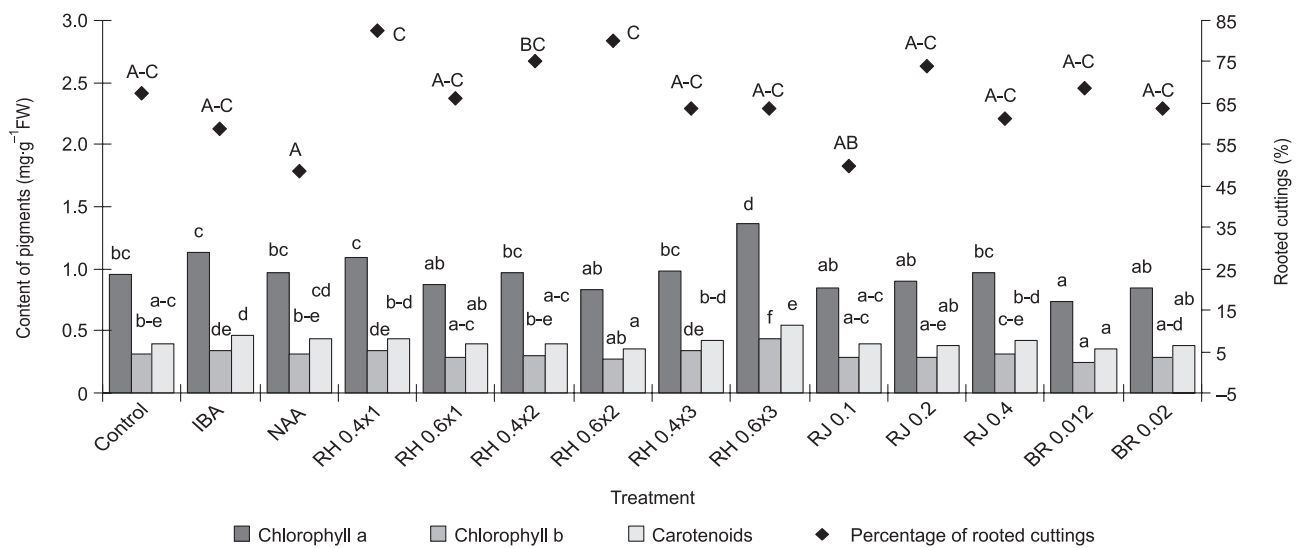 Content of pigments (mg·g⁻¹FW)
3.0
2.5
2.0
1.5
1.0
0.5
0
85
75
65
55
45
35
25
15
5
–5
Rooted cuttings (%)
A-C
A-C
A
C
A-C
BC
C
A-C
A-C
AB
A-C
A-C
A-C
A-C
bc
b-e
a-c
c
de
d
bc
b-e
cd
c
de
b-d
ab
a-c
ab
bc
b-e
a-c
ab
ab
a
bc
de
b-d
d
f
e
ab
a-c
a-c
ab
a-e
ab
bc
c-e
b-d
a
a
a
ab
a-d
ab
Control
IBA
NAA
RH 0.4x1
RH 0.6x1
RH 0.4x2
RH 0.6x2
RH 0.4x3
RH 0.6x3
RJ 0.1
RJ 0.2
RJ 0.4
BR 0.012
BR 0.02
Treatment
Chlorophyll a Chlorophyll b Carotenoids Percentage of rooted cuttings